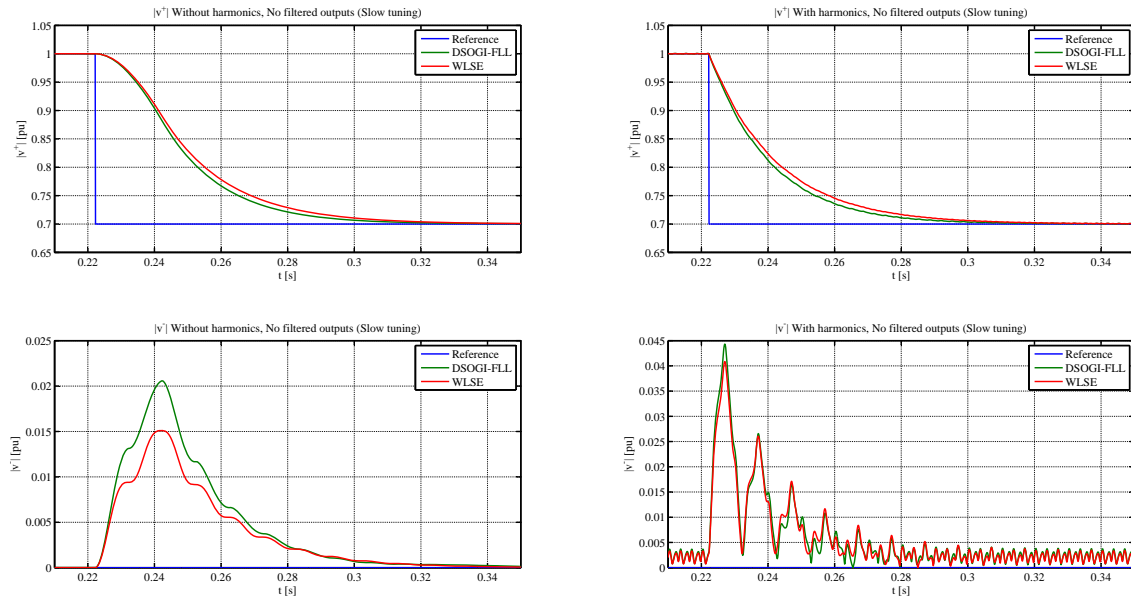 |v⁺| Without harmonics, No filtered outputs (Slow tuning)
1.05
1
0.95
0.9
0.85
0.8
0.75
0.7
0.65
|v⁺| [pu]
0.22 0.24 0.26 0.28 0.3 0.32 0.34
t [s]
Reference
DSOGI-FLL
WLSE
|v⁺| With harmonics, No filtered outputs (Slow tuning)
1.05
1
0.95
0.9
0.85
0.8
0.75
0.7
0.65
|v⁺| [pu]
0.22 0.24 0.26 0.28 0.3 0.32 0.34
t [s]
Reference
DSOGI-FLL
WLSE
|v⁻| Without harmonics, No filtered outputs (Slow tuning)
0.02
0.015
0.01
0.005
0
|v⁻| [pu]
0.22 0.24 0.26 0.28 0.3 0.32 0.34
t [s]
Reference
DSOGI-FLL
WLSE
|v⁻| With harmonics, No filtered outputs (Slow tuning)
0.045
0.04
0.035
0.03
0.025
0.02
0.015
0.01
0.005
0
|v⁻| [pu]
0.22 0.24 0.26 0.28 0.3 0.32 0.34
t [s]
Reference
DSOGI-FLL
WLSE